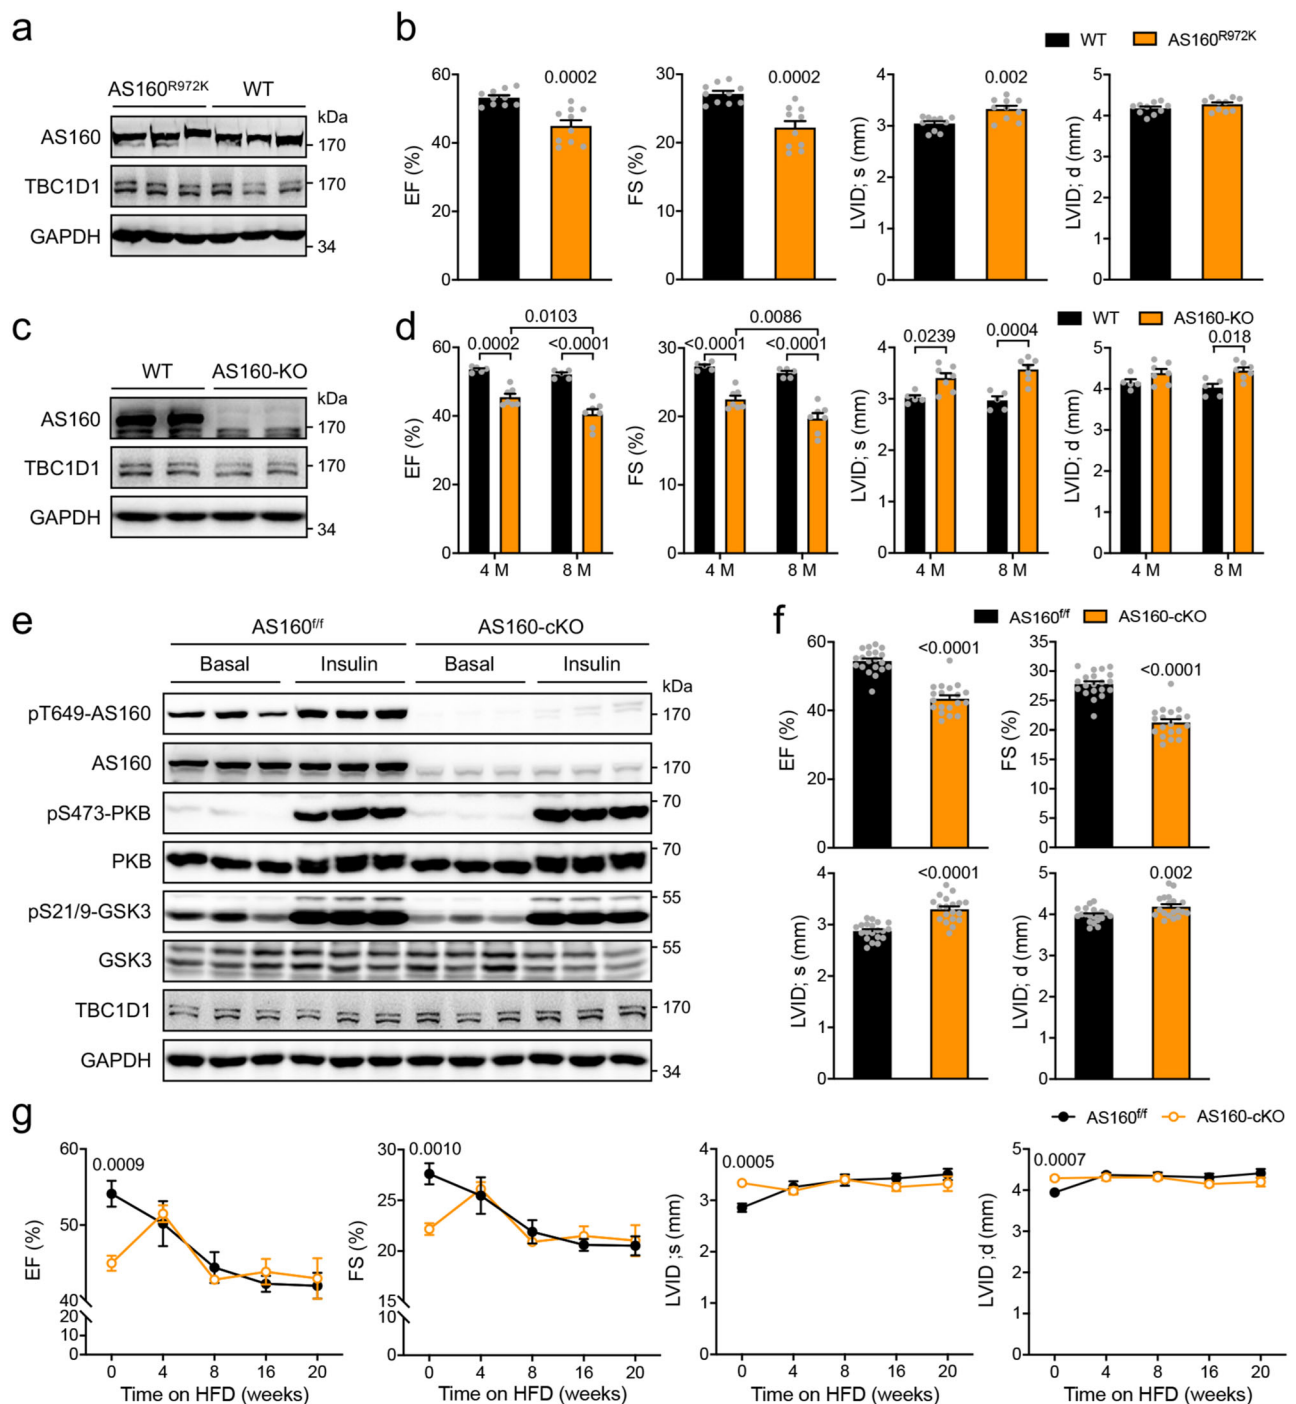 a
AS160R972K WT
kDa
AS160
170
TBC1D1
170
GAPDH
34
b
WT AS160R972K
60
40
20
0
EF (%)
0.0002
30
20
10
0
FS (%)
0.0002
4
3
2
1
0
LVID; s (mm)
0.002
5
4
3
2
1
0
LVID; d (mm)
c
WT AS160-KO
kDa
AS160
170
TBC1D1
170
GAPDH
34
d
WT AS160-KO
0.0103
0.0002 <0.0001
60
40
20
0
EF (%)
4 M 8 M
0.0086
<0.0001 <0.0001
30
20
10
0
FS (%)
4 M 8 M
0.0239 0.0004
4
3
2
1
0
LVID; s (mm)
4 M 8 M
0.018
5
4
3
2
1
0
LVID; d (mm)
4 M 8 M
e
AS160f/f AS160-cKO
Basal Insulin Basal Insulin
kDa
pT649-AS160
170
AS160
170
pS473-PKB
70
PKB
70
pS21/9-GSK3
55
GSK3
55
TBC1D1
170
GAPDH
34
f
AS160f/f AS160-cKO
60
40
20
0
EF (%)
<0.0001
35
30
25
20
15
10
5
0
FS (%)
<0.0001
4
3
2
1
0
LVID; s (mm)
<0.0001
5
4
3
2
1
0
LVID; d (mm)
0.002
g
AS160f/f AS160-cKO
60
50
40
20
0
EF (%)
0.0009
0 4 8 16 20
Time on HFD (weeks)
30
25
20
15
10
0
FS (%)
0.0010
0 4 8 16 20
Time on HFD (weeks)
4
3
2
1
0
LVID ;s (mm)
0.0005
0 4 8 16 20
Time on HFD (weeks)
5
4
3
2
1
0
LVID ;d (mm)
0.0007
0 4 8 16 20
Time on HFD (weeks)